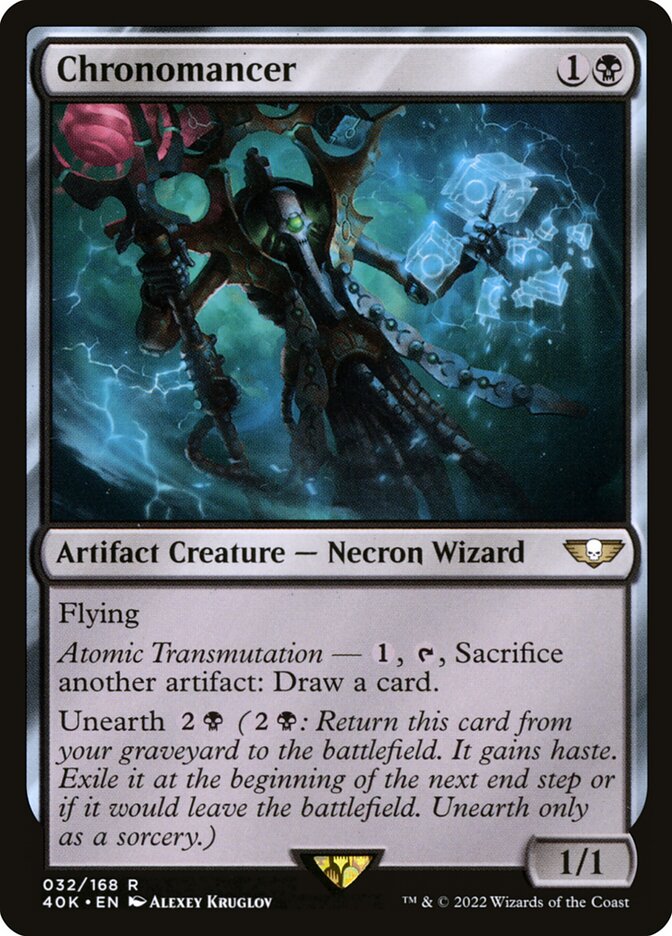 Chronomancer 1
Artifact Creature — Necron Wizard
Flying
Atomic Transmutation — 1, , Sacrifice
another artifact: Draw a card.
Unearth 2 (2 : Return this card from
your graveyard to the battlefield. It gains haste.
Exile it at the beginning of the next end step or
if it would leave the battlefield. Unearth only
as a sorcery.)
1/1
032/168 R
40K • EN Alexey Kruglov
™ & © 2022 Wizards of the Coast